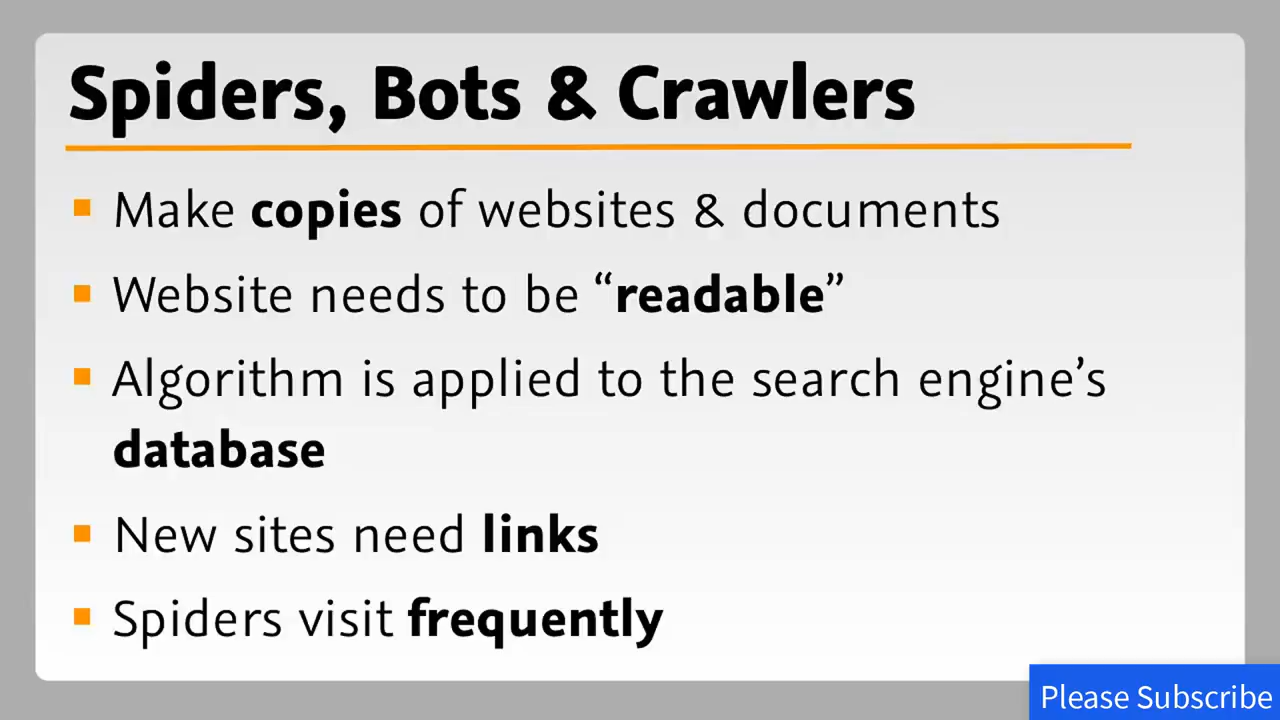 Spiders, Bots & Crawlers
Make copies of websites & documents
Website needs to be “readable”
Algorithm is applied to the search engine’s
database
New sites need links
Spiders visit frequently
Please Subscribe